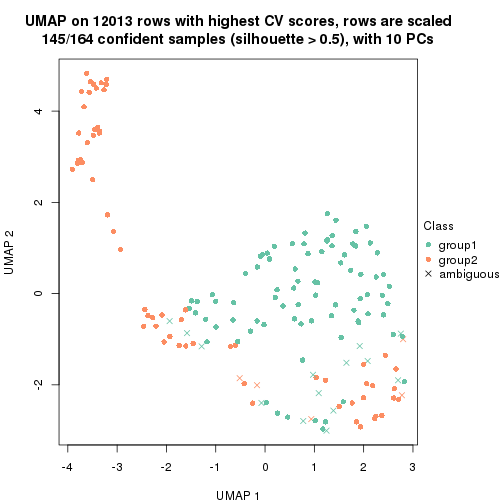 UMAP on 12013 rows with highest CV scores, rows are scaled
145/164 confident samples (silhouette > 0.5), with 10 PCs
4
2
0
-2
UMAP 2
-4
-3
-2
-1
0
1
2
3
UMAP 1
Class
group1
group2
ambiguous